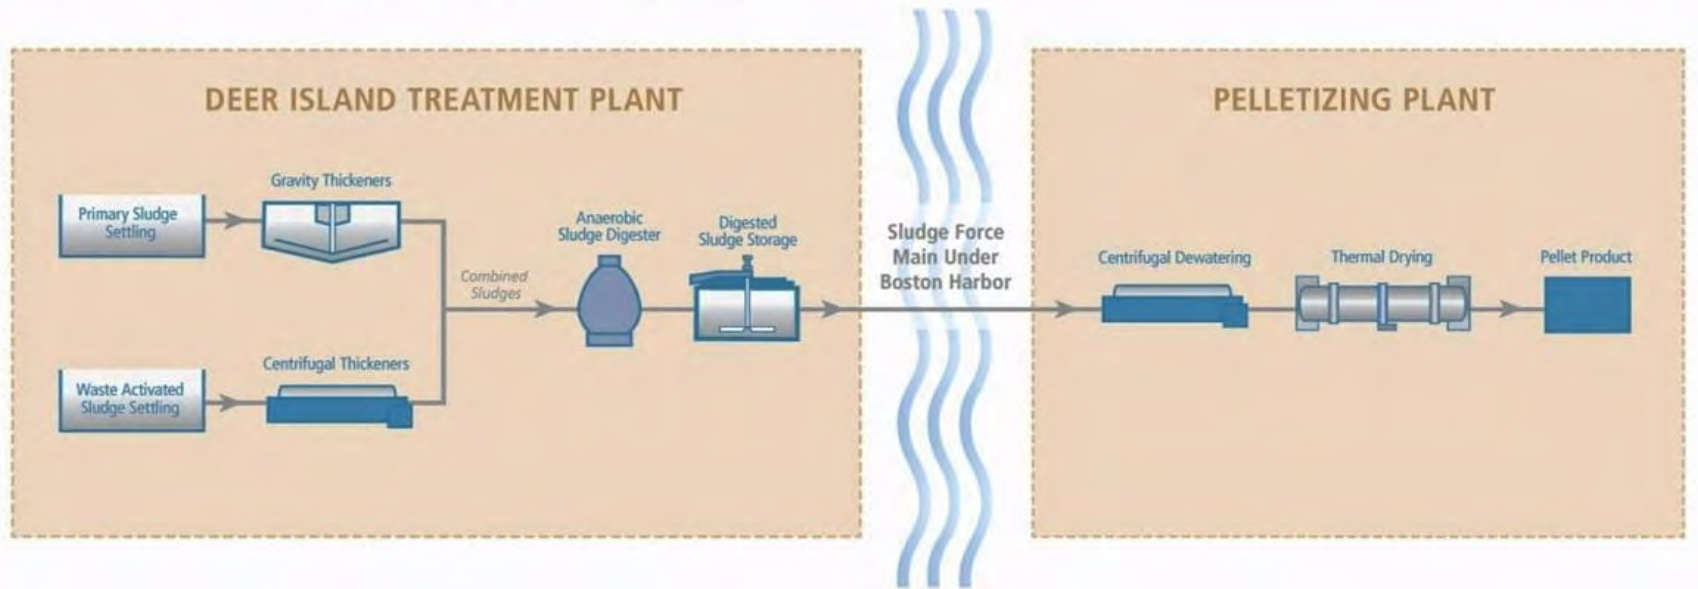 DEER ISLAND TREATMENT PLANT
Primary Sludge
Settling
Gravity Thickeners
Waste Activated
Sludge Settling
Centrifugal Thickeners
Combined
Sludges
Anaerobic
Sludge Digester
Digested
Sludge Storage
Sludge Force
Main Under
Boston Harbor
PELLETIZING PLANT
Centrifugal Dewatering
Thermal Drying
Pellet Product